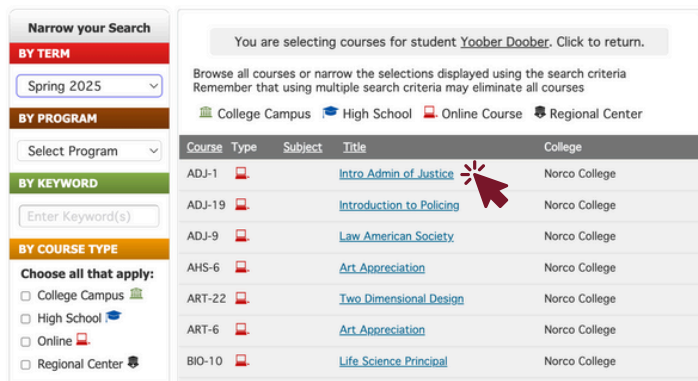 Narrow your Search
BY TERM
Spring 2025
BY PROGRAM
Select Program
BY KEYWORD
Enter Keyword(s)
BY COURSE TYPE
Choose all that apply:
College Campus
High School
Online
Regional Center
You are selecting courses for student Yoober Doober. Click to return.
Browse all courses or narrow the selections displayed using the search criteria
Remember that using multiple search criteria may eliminate all courses
College Campus High School Online Course Regional Center
Course Type Subject Title College
ADJ-1 Intro Admin of Justice Norco College
ADJ-19 Introduction to Policing Norco College
ADJ-9 Law American Society Norco College
AHS-6 Art Appreciation Norco College
ART-22 Two Dimensional Design Norco College
ART-6 Art Appreciation Norco College
BIO-10 Life Science Principal Norco College